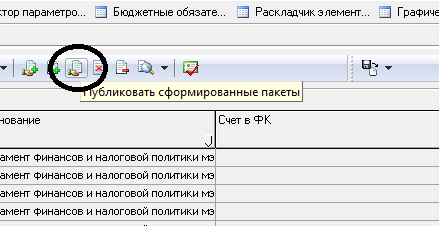 ктор параметро... Бюджетные обязате... Раскладчик элемент... Графиче
Публиковать сформированные пакеты
нование Счет в ФК
амент финансов и налоговой политики мэ
амент финансов и налоговой политики мэ
амент финансов и налоговой политики мэ
амент финансов и налоговой политики мэ
амент финансов и налоговой политики мэ